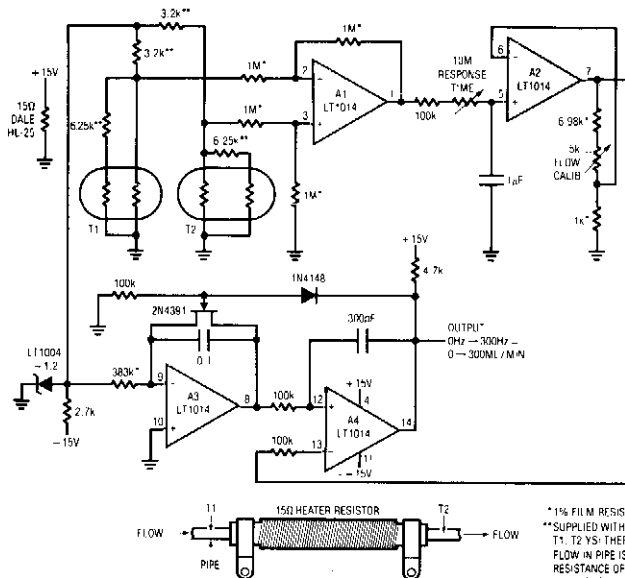 3.2k**
3.2k**
+15V
15Ω
DALE
HL-25
6.25k**
1M*
1M*
2
A1
LT1014
1
3
1M*
6.25k**
1M*
T1
T2
10M
RESPONSE
TIME
100k
1µF
6
A2
LT1014
7
5
6.98k*
5k
FLOW
CALIB
1k*
+15V
4.7k
100k
1N4148
2N4391
300pF
OUTPUT*
0Hz → 300Hz =
0 → 300ML/MIN
LT1004
-1.2
383k*
9
A3
LT1014
8
10
2.7k
-15V
100k
12
+15V
4
A4
LT1014
14
100k
13
11
-15V
T1
15Ω HEATER RESISTOR
T2
FLOW
FLOW
PIPE
* 1% FILM RESIS
** SUPPLIED WITH
T1, T2 YSI THER
FLOW IN PIPE IS
RESISTANCE OF